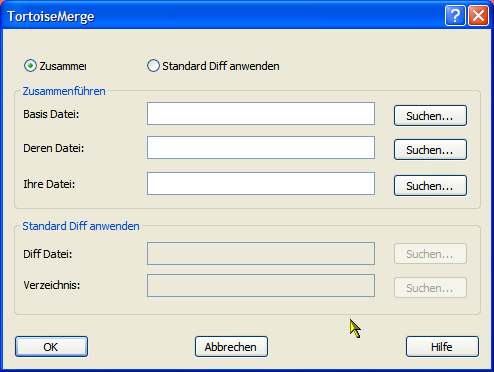 TortoiseMerge
Zusammer
Standard Diff anwenden
Zusammenführen
Basis Datei:
Suchen...
Deren Datei:
Suchen...
Ihre Datei:
Suchen...
Standard Diff anwenden
Diff Datei:
Suchen...
Verzeichnis:
Suchen...
OK
Abbrechen
Hilfe